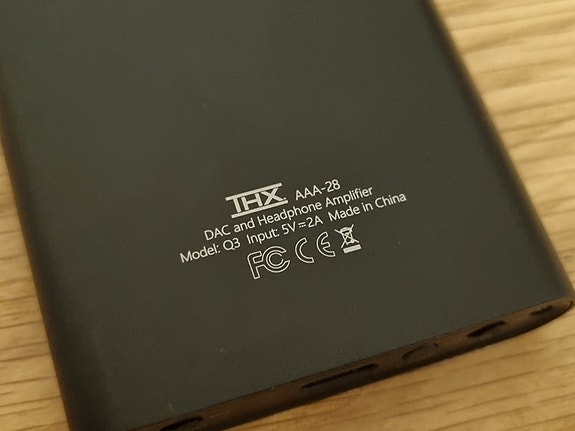 THX AAA-28
DAC and Headphone Amplifier
Model: Q3 Input: 5V⎓2A Made in China
FC CE